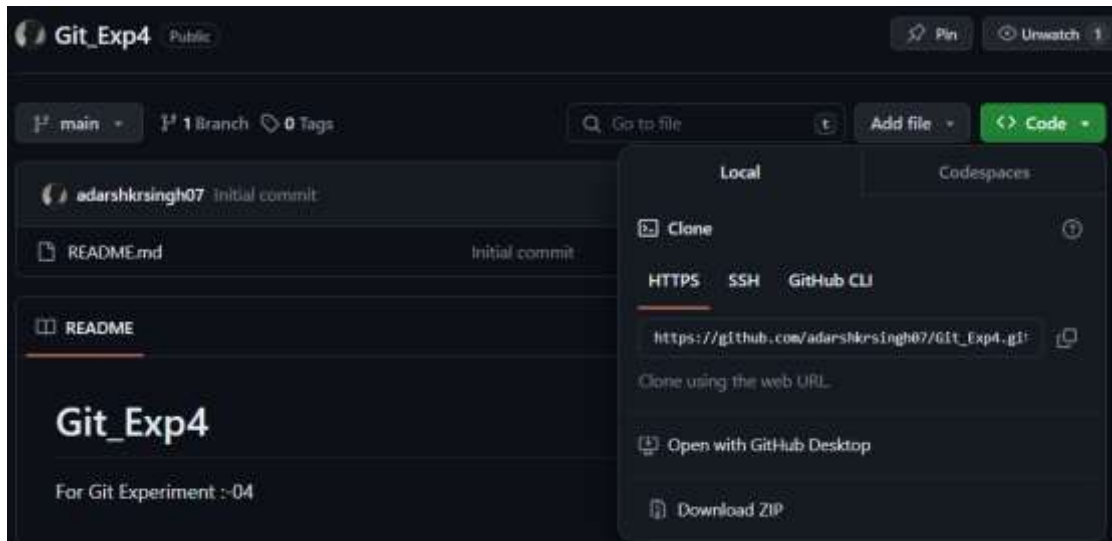 Git_Exp4 Public
Pin
Unwatch 1
main
1 Branch
0 Tags
Go to file
t
Add file
<> Code
adarshkrsingh07 Initial commit
README.md
Initial commit
README
Git_Exp4
For Git Experiment :-04
Local
Codespaces
Clone
HTTPS
SSH
GitHub CLI
https://github.com/adarshkrsingh07/Git_Exp4.git
Clone using the web URL.
Open with GitHub Desktop
Download ZIP